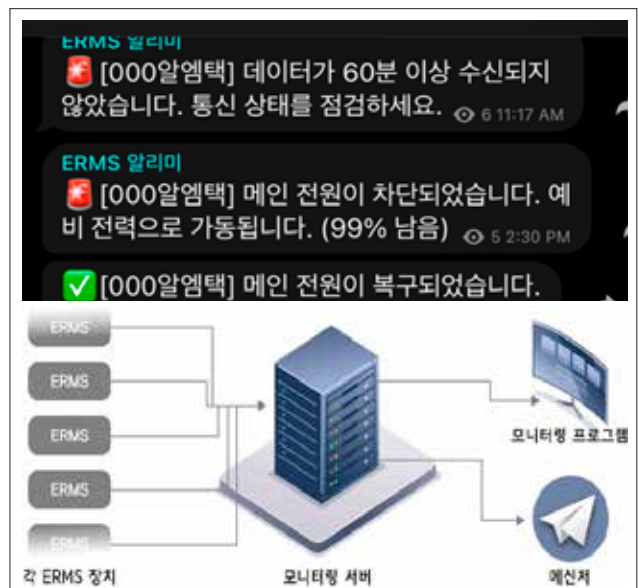 ERMS 알리미
🚨 [000알엠택] 데이터가 60분 이상 수신되지
않았습니다. 통신 상태를 점검하세요. 6 11:17 AM
ERMS 알리미
🚨 [000알엠택] 메인 전원이 차단되었습니다. 예
비 전력으로 가동됩니다. (99% 남음) 5 2:30 PM
✅ [000알엠택] 메인 전원이 복구되었습니다.
ERMS
ERMS
ERMS
ERMS
ERMS
모니터링 프로그램
각 ERMS 장치
모니터링 서버
메신저